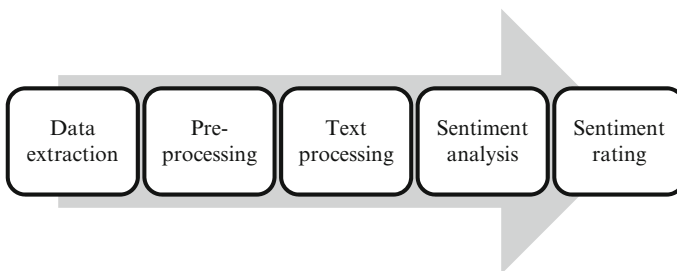 Data
extraction
Pre-
processing
Text
processing
Sentiment
analysis
Sentiment
rating